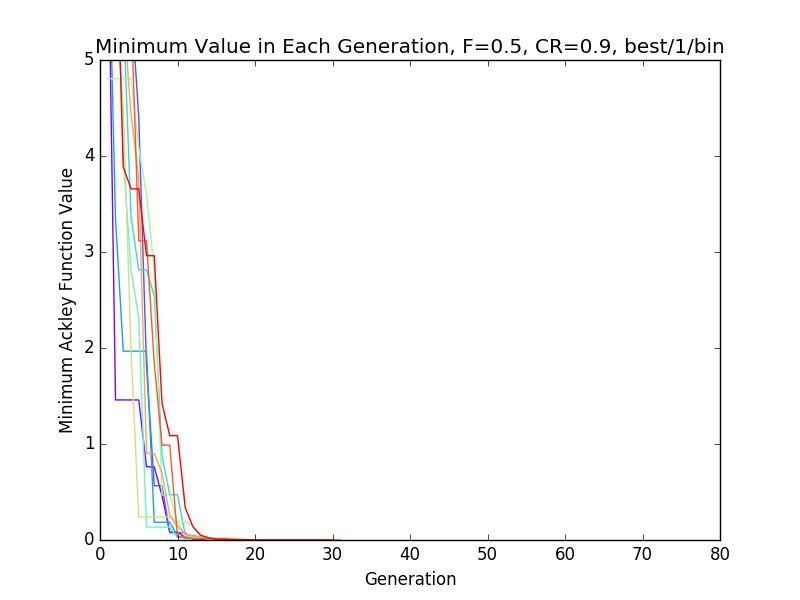 Minimum Value in Each Generation, F=0.5, CR=0.9, best/1/bin
5
4
3
2
1
0
Minimum Ackley Function Value
0 10 20 30 40 50 60 70 80
Generation